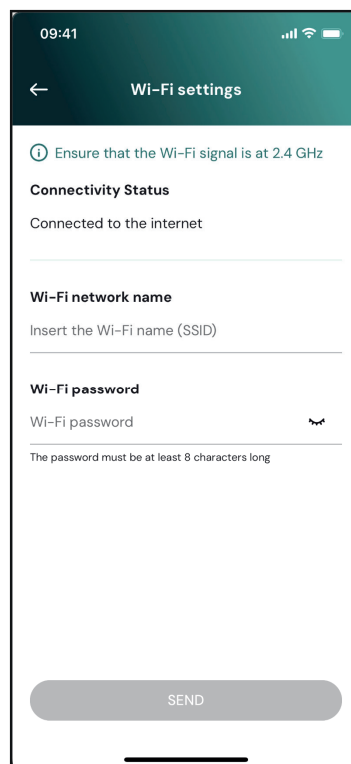 09:41
Wi-Fi settings
Ensure that the Wi-Fi signal is at 2.4 GHz
Connectivity Status
Connected to the internet
Wi-Fi network name
Insert the Wi-Fi name (SSID)
Wi-Fi password
Wi-Fi password
The password must be at least 8 characters long
SEND